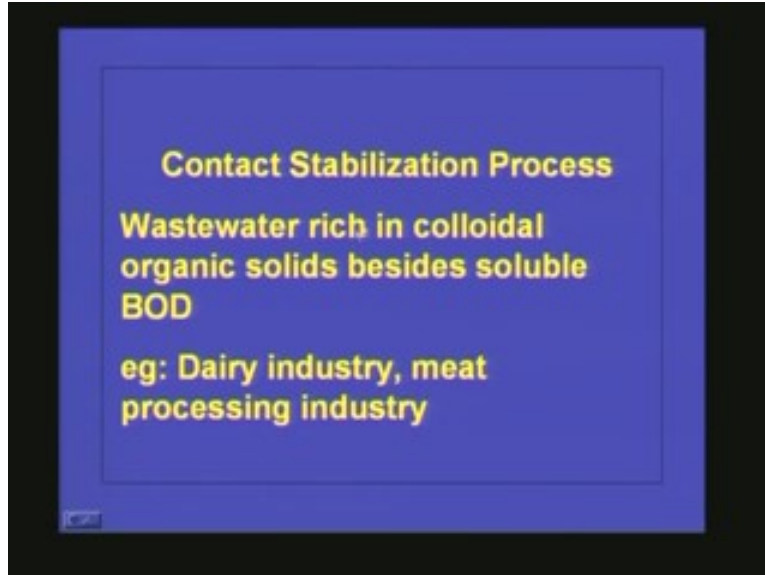 Contact Stabilization Process
Wastewater rich in colloidal
organic solids besides soluble
BOD
eg: Dairy industry, meat
processing industry